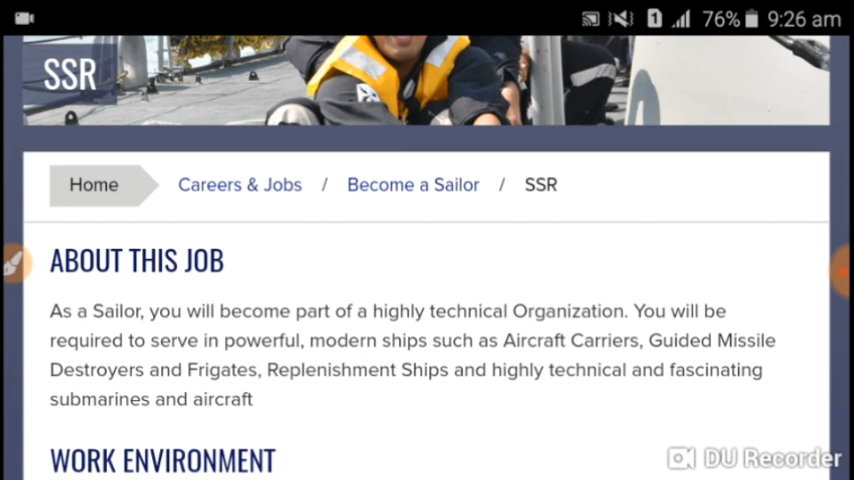 1 76% 9:26 am
SSR
Home Careers & Jobs / Become a Sailor / SSR
ABOUT THIS JOB
As a Sailor, you will become part of a highly technical Organization. You will be
required to serve in powerful, modern ships such as Aircraft Carriers, Guided Missile
Destroyers and Frigates, Replenishment Ships and highly technical and fascinating
submarines and aircraft
WORK ENVIRONMENT
DU Recorder